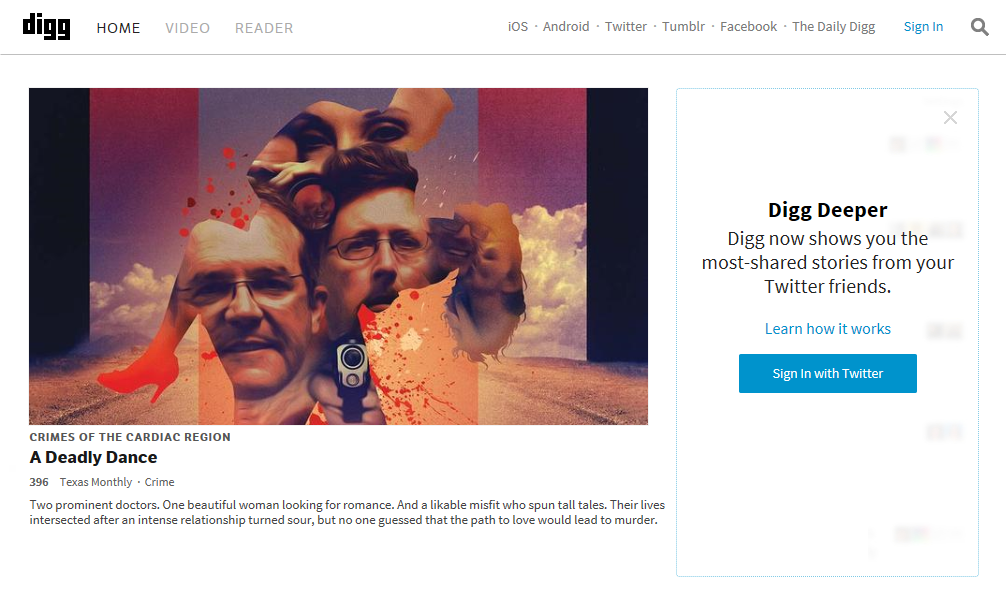 digg HOME VIDEO READER iOS · Android · Twitter · Tumblr · Facebook · The Daily Digg Sign In
Digg Deeper
Digg now shows you the
most-shared stories from your
Twitter friends.
Learn how it works
Sign In with Twitter
CRIMES OF THE CARDIAC REGION
A Deadly Dance
396 Texas Monthly · Crime
Two prominent doctors. One beautiful woman looking for romance. And a likable misfit who spun tall tales. Their lives
intersected after an intense relationship turned sour, but no one guessed that the path to love would lead to murder.